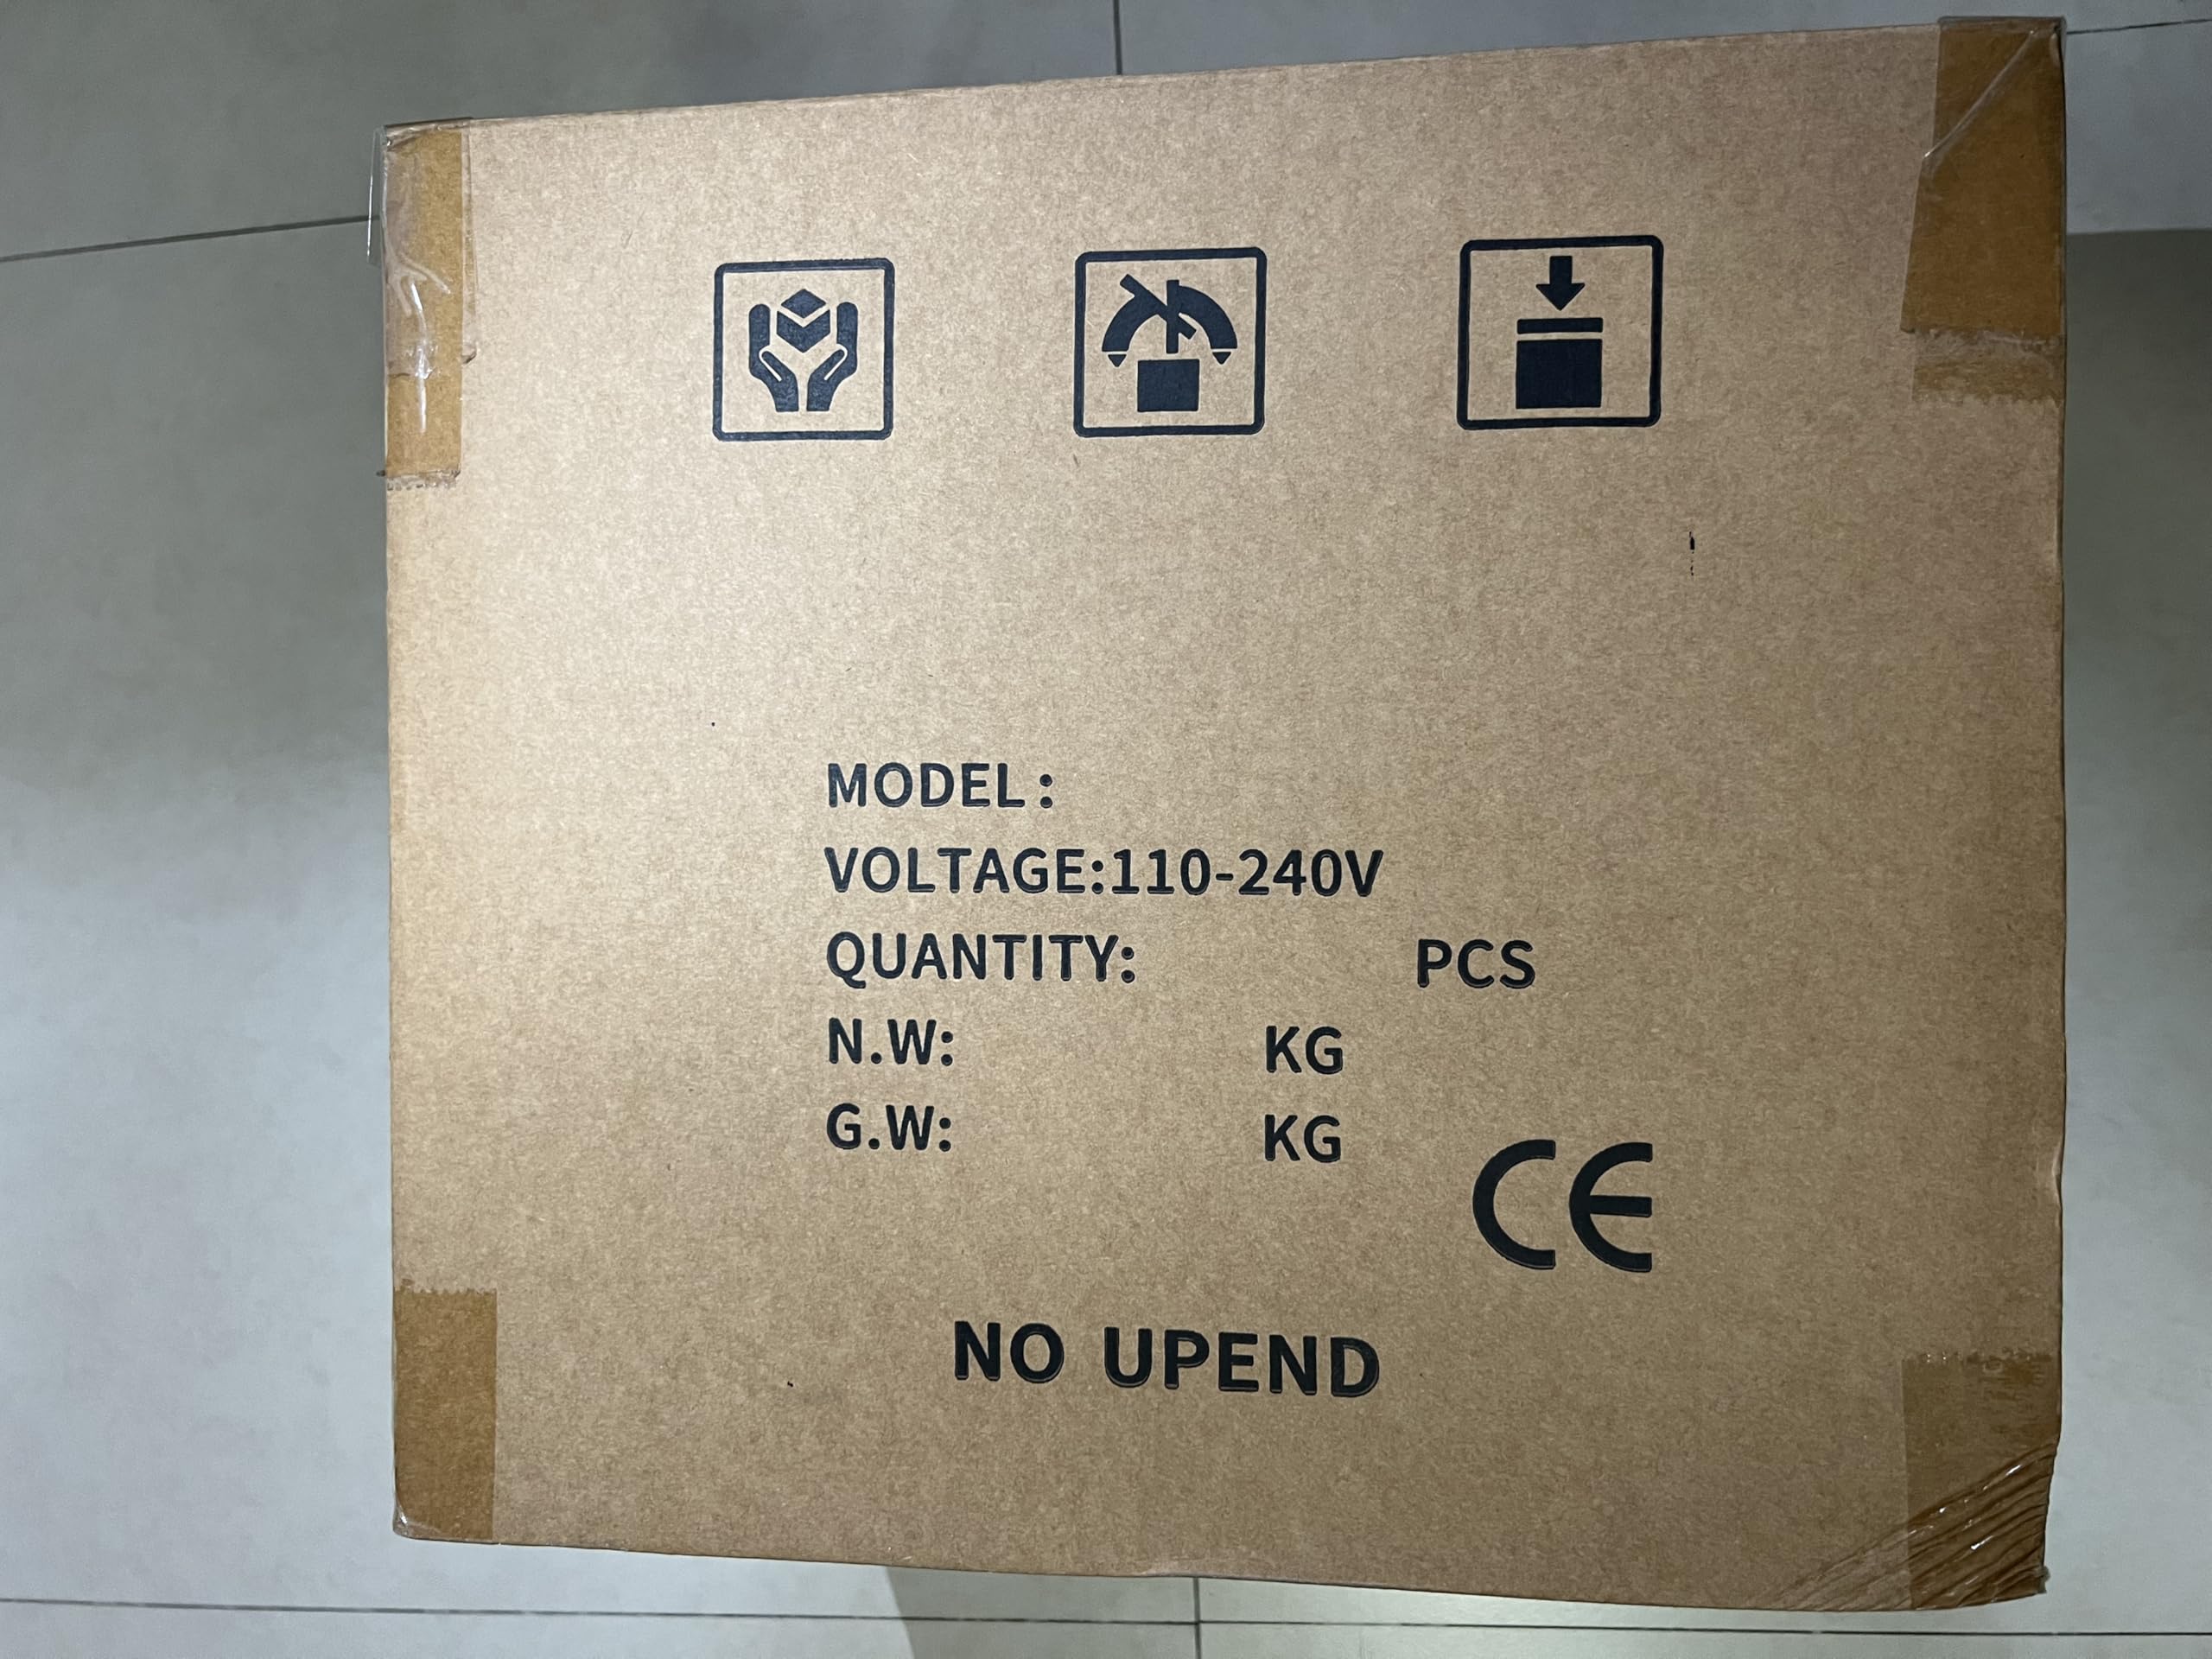 MODEL:
VOLTAGE:110-240V
QUANTITY: PCS
N.W: KG
G.W: KG
CE
NO UPEND